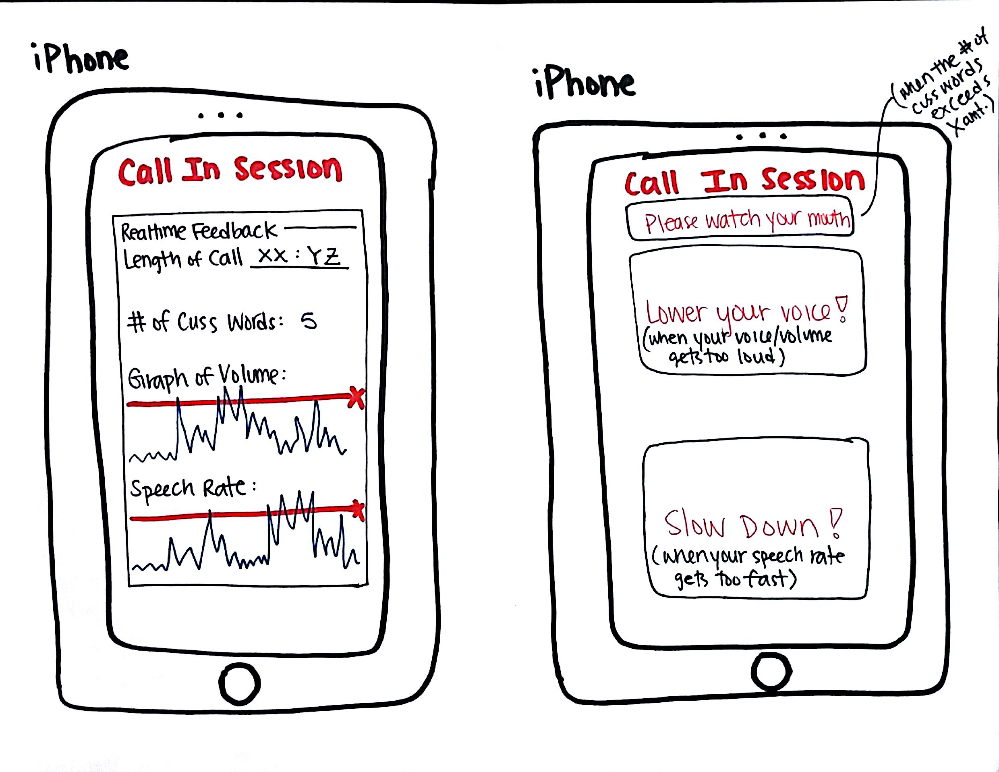 iPhone
Call In Session
Realtime Feedback
Length of Call XX : YZ
# of Cuss Words: 5
Graph of Volume:
Speech Rate:
iPhone
(when the # of
cuss words
exceeds
X amt.)
Call In Session
Please watch your mouth
Lower your voice!
(when your voice/volume
gets too loud)
Slow Down!
(when your speech rate
gets too fast)